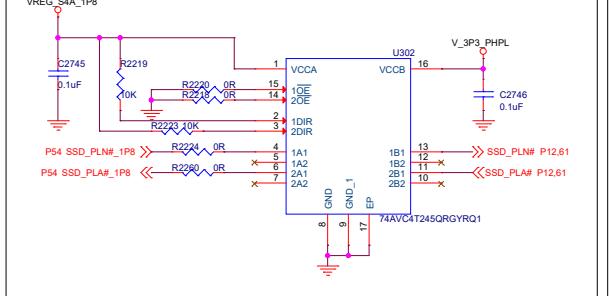 VREG_S4A_1P8
U302
V_3P3_PHPL
C2745
0.1uF
R2219
10K
1 VCCA VCCB 16
R2220 0R 15 1OE
R2218 0R 14 2OE
C2746
0.1uF
2 1DIR
R2223 10K 3 2DIR
P54 SSD_PLN#_1P8 R2224 0R 4 1A1 1B1 13 SSD_PLN# P12,61
5 1A2 1B2 12
P54 SSD_PLA#_1P8 R2260 0R 6 2A1 2B1 11 SSD_PLA# P12,61
7 2A2 2B2 10
GND GND_1 EP
8 9 17
74AVC4T245QRGYRQ1